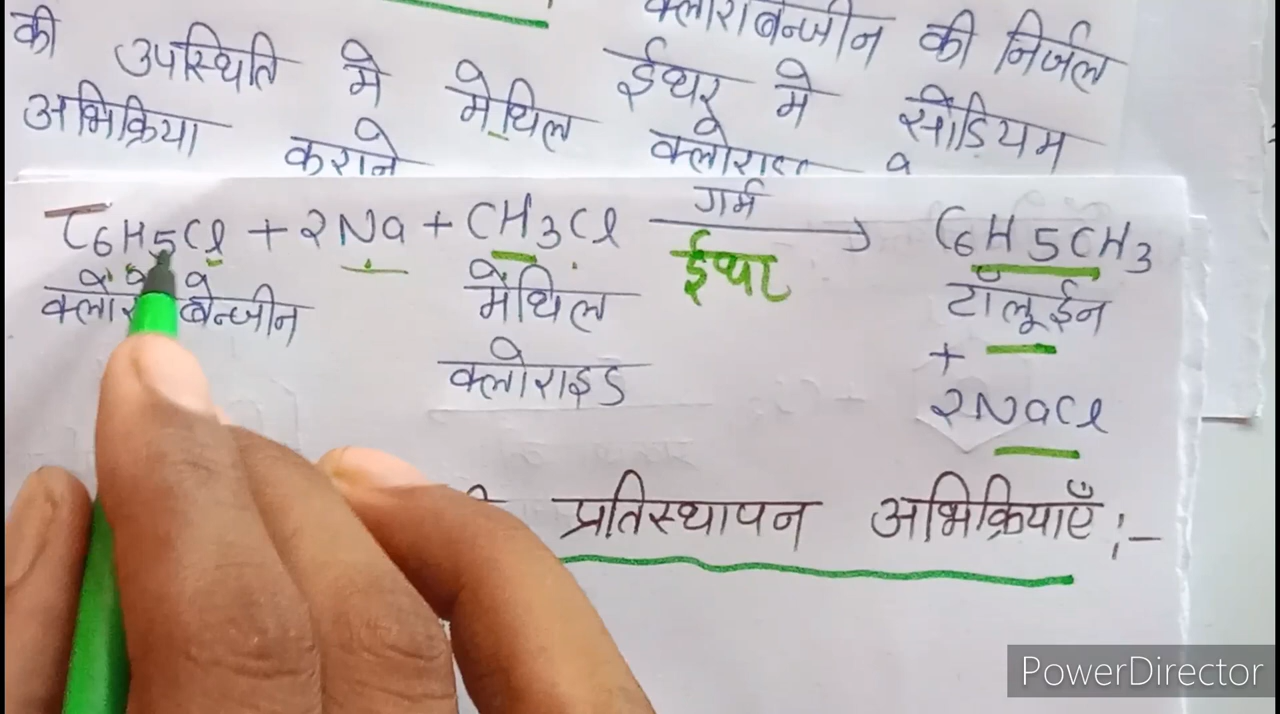 क्लोरोबेन्जीन की निर्जल
की उपस्थिति मे मेथिल ईथर मे सोडियम
अभिक्रिया कराने क्लोराइड
C6H5Cl + 2Na + CH3Cl गर्म ईथर C6H5CH3
क्लोरोबेन्जीन मेथिल टॉलूईन
क्लोराइड +
2NaCl
प्रतिस्थापन अभिक्रियाएँ :-
PowerDirector